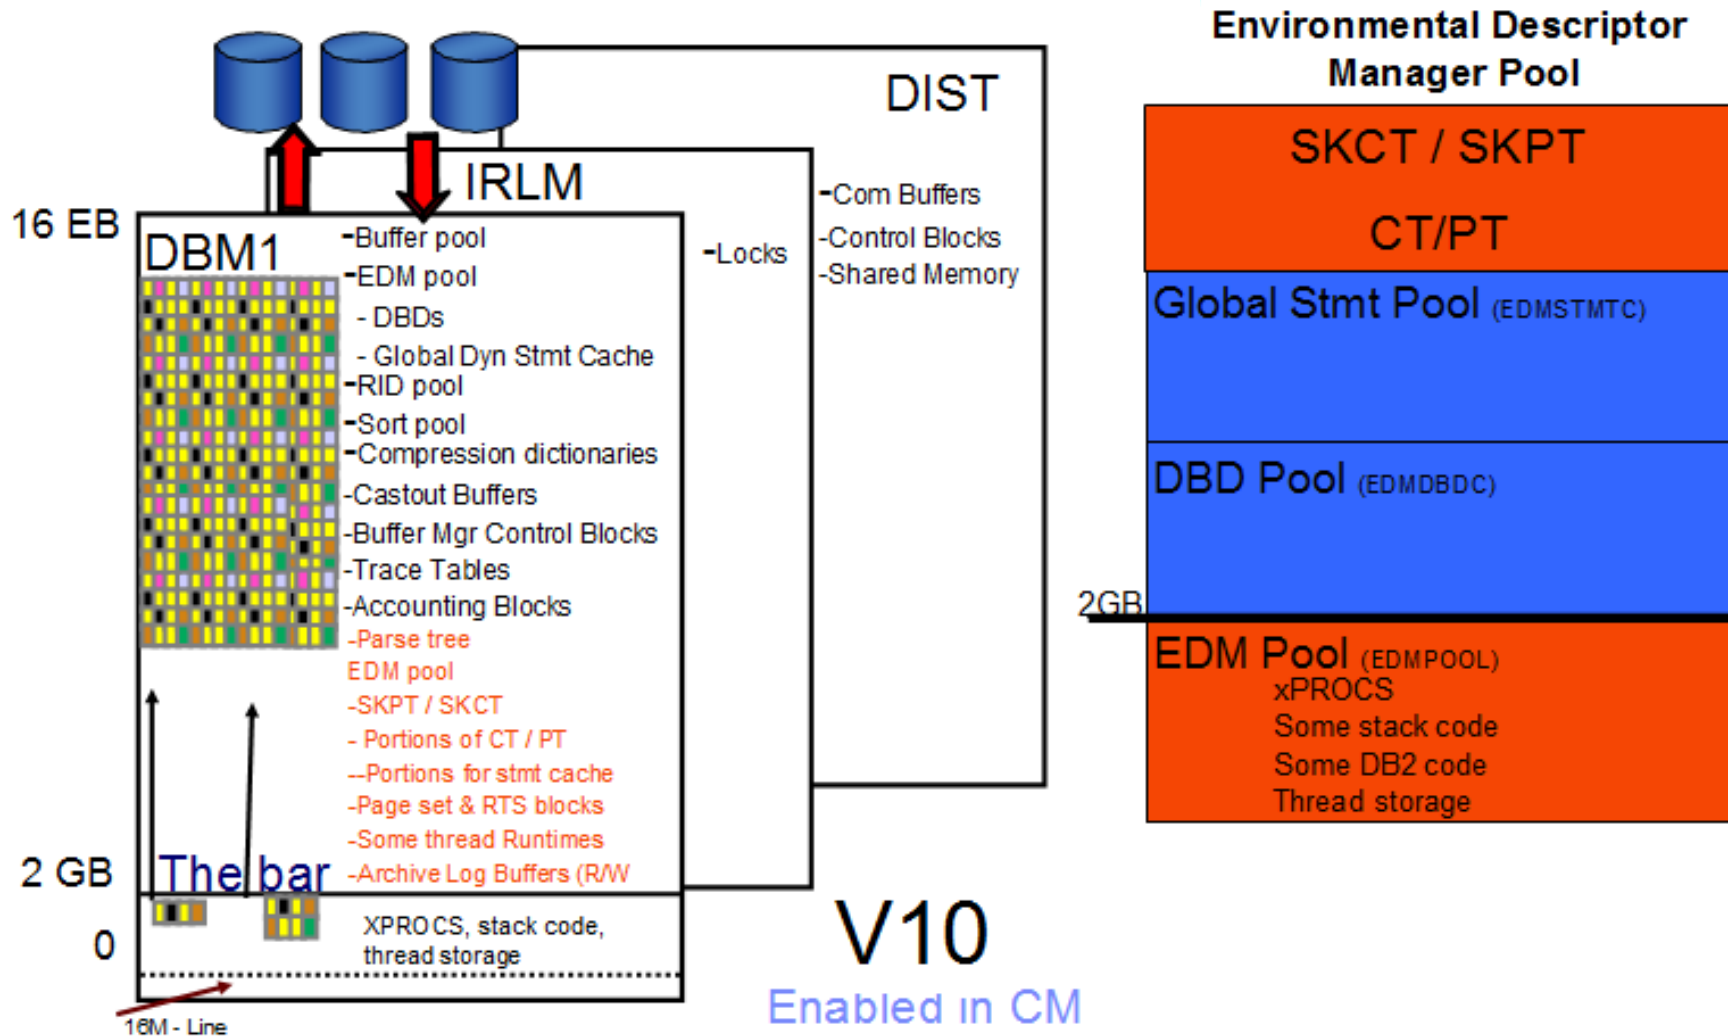 Environmental Descriptor
Manager Pool
DIST
-Com Buffers
-Control Blocks
-Shared Memory
IRLM
-Locks
16 EB
DBM1
-Buffer pool
-EDM pool
- DBDs
- Global Dyn Stmt Cache
-RID pool
-Sort pool
-Compression dictionaries
-Castout Buffers
-Buffer Mgr Control Blocks
-Trace Tables
-Accounting Blocks
-Parse tree
EDM pool
-SKPT / SKCT
- Portions of CT / PT
--Portions for stmt cache
-Page set & RTS blocks
-Some thread Runtimes
-Archive Log Buffers (R/W
2 GB
The bar
XPROCS, stack code,
thread storage
0
16M - Line
V10
Enabled in CM
SKCT / SKPT
CT/PT
Global Stmt Pool (EDMSTMTC)
DBD Pool (EDMDBDC)
2GB
EDM Pool (EDMPOOL)
xPROCS
Some stack code
Some DB2 code
Thread storage